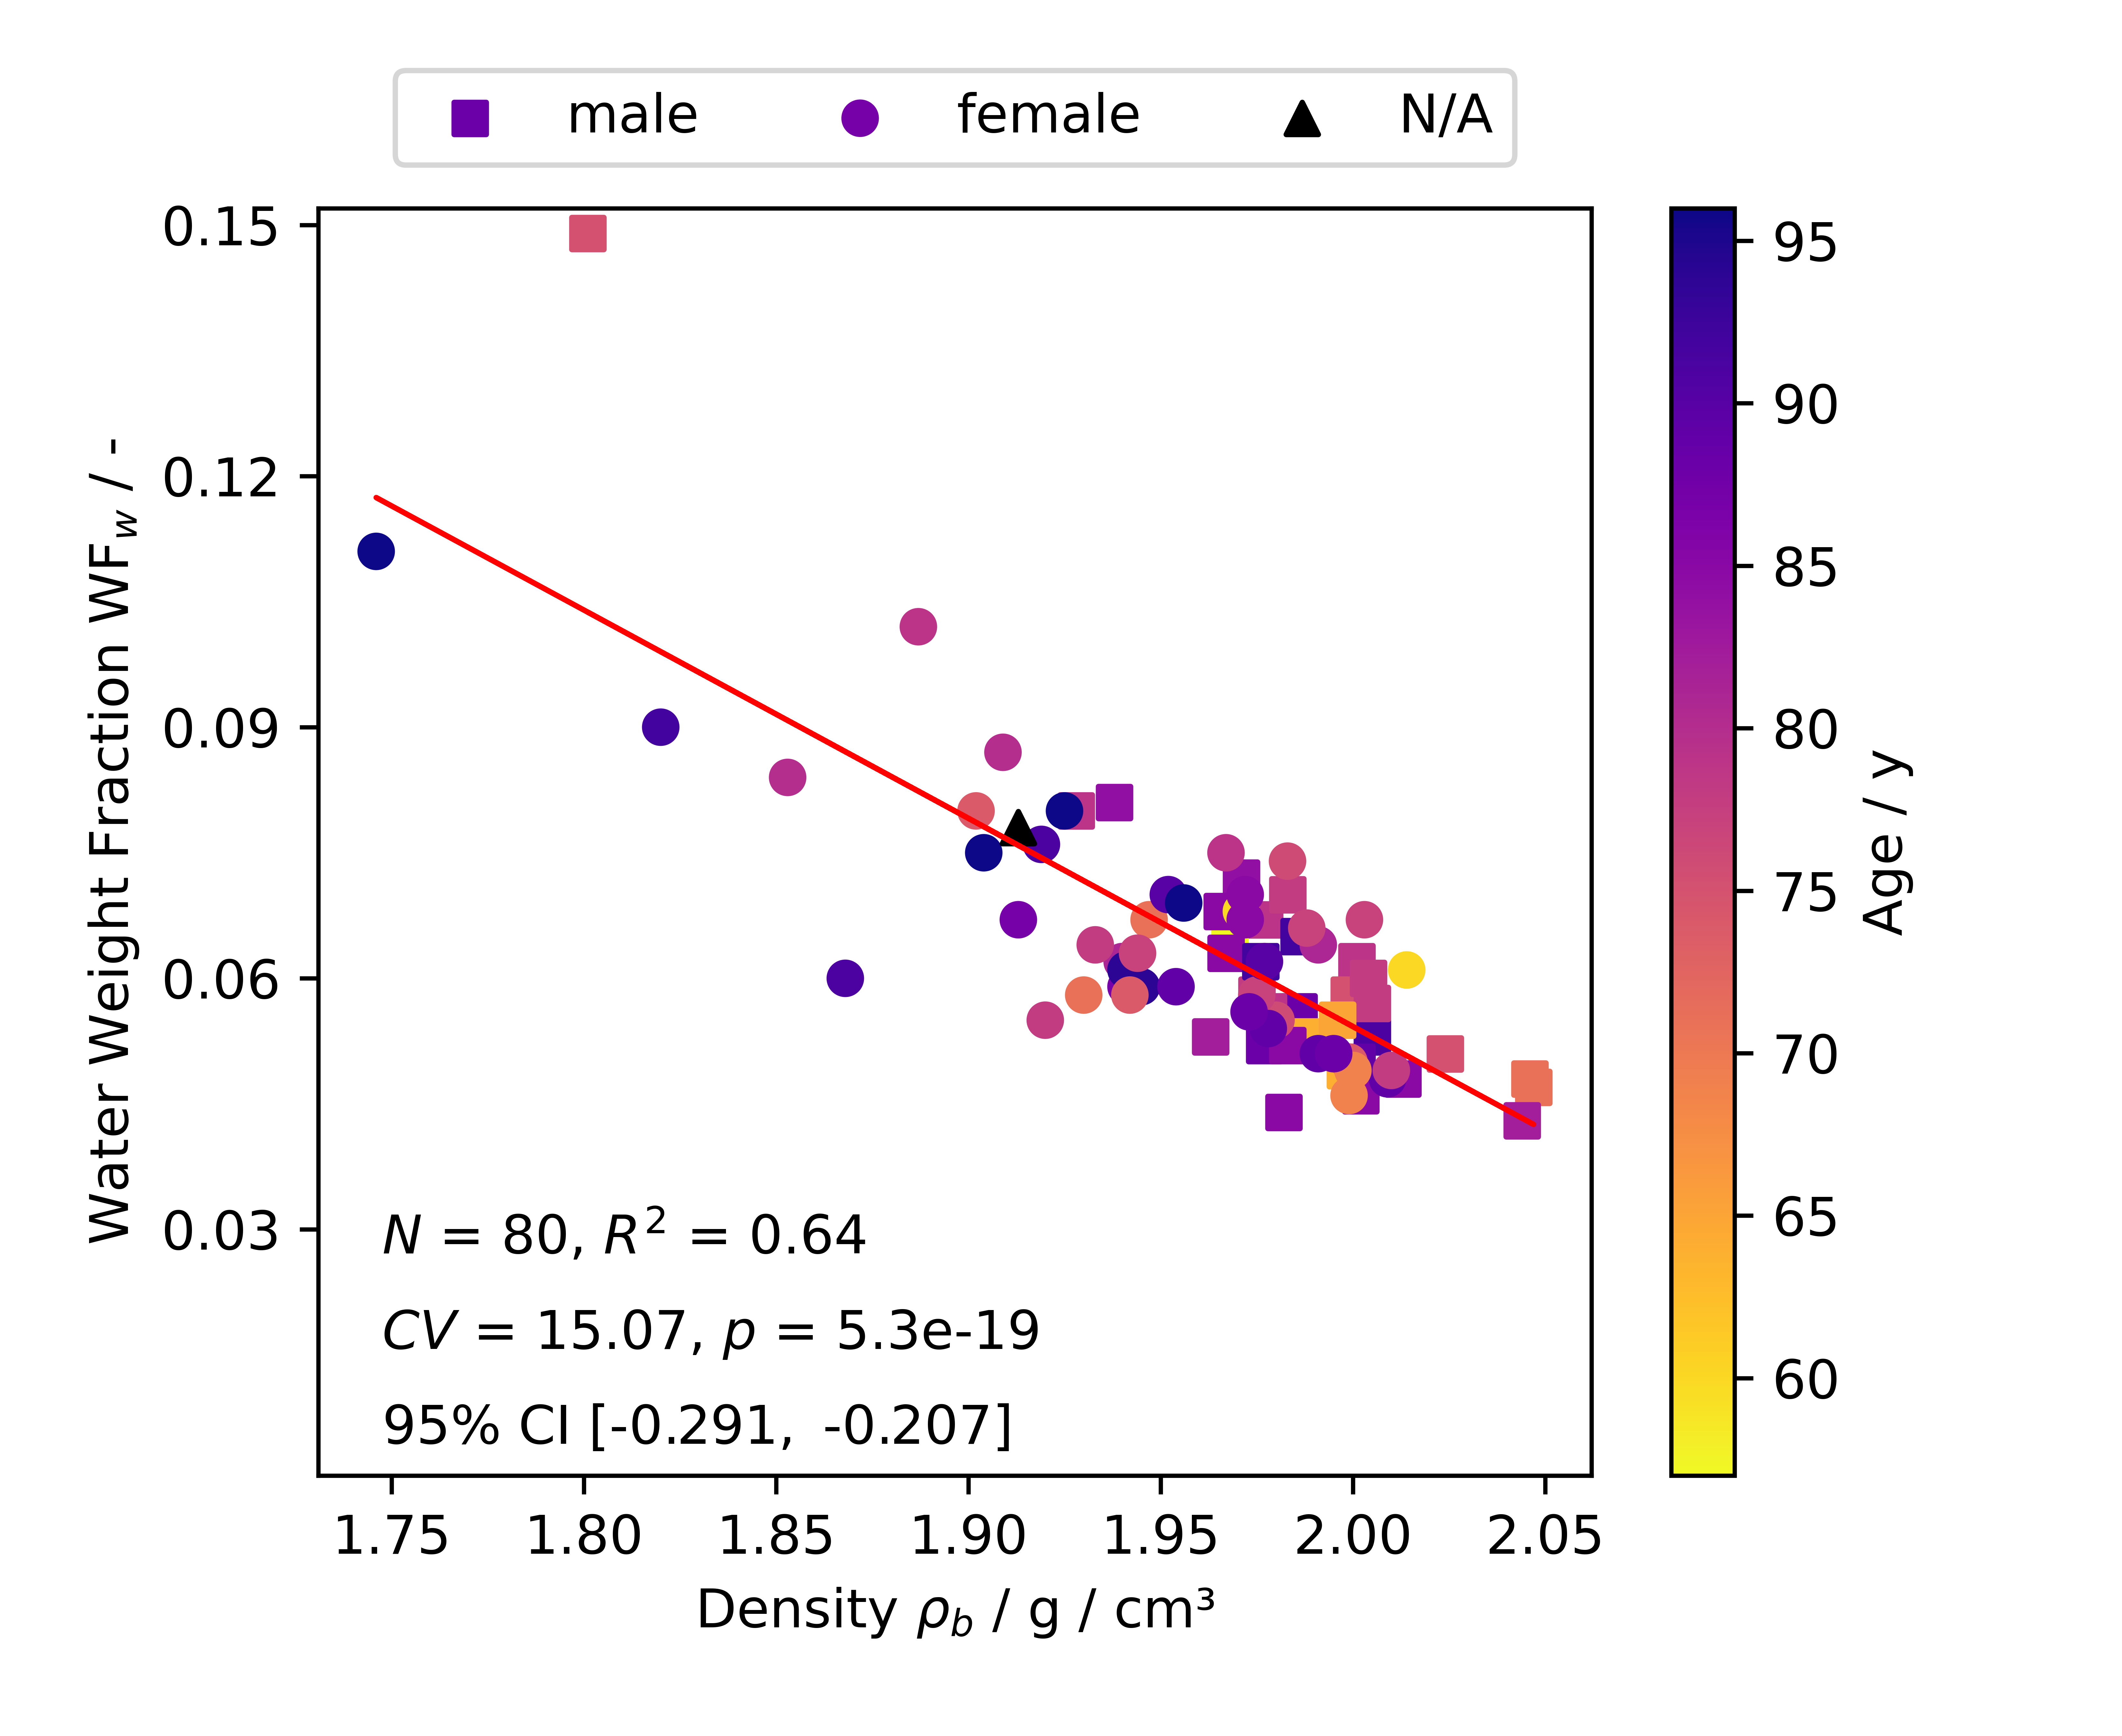 male female N/A
0.15
0.12
0.09
0.06
0.03
Water Weight Fraction WF_w / -
N = 80, R² = 0.64
CV = 15.07, p = 5.3e-19
95% CI [-0.291, -0.207]
1.75 1.80 1.85 1.90 1.95 2.00 2.05
Density ρ_b / g / cm³
95
90
85
80
75
70
65
60
Age / y